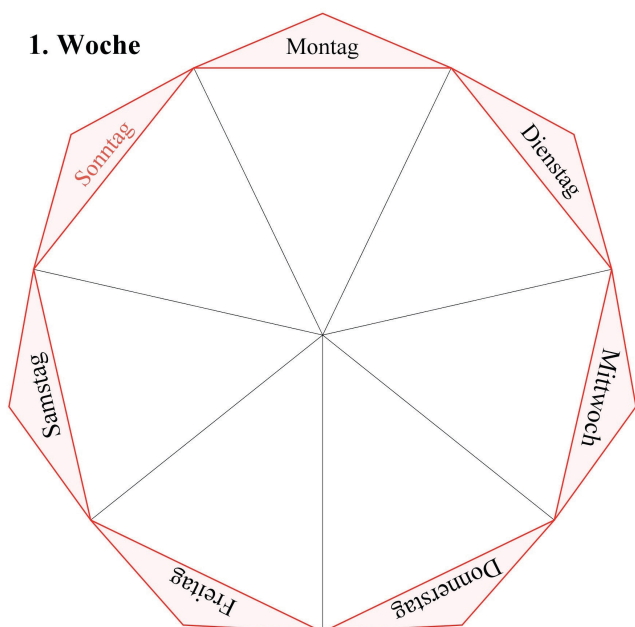 1. Woche
Montag
Dienstag
Mittwoch
Donnerstag
Freitag
Samstag
Sonntag